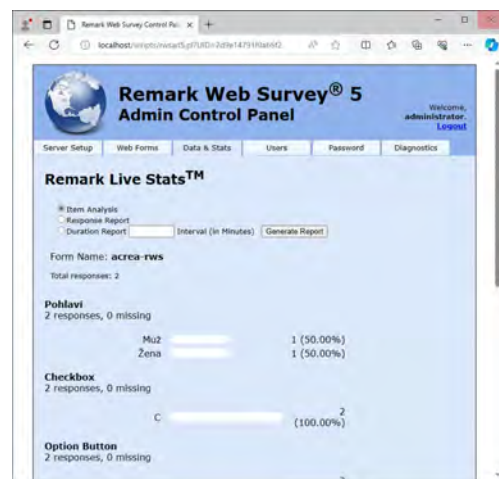 Remark Web Survey Control Pa
localhost/scripts/rws
Remark Web Survey® 5
Admin Control Panel
Welcome,
administrator.
Logout
Server Setup Web Forms Data & Stats Users Password Diagnostics
Remark Live Stats™
Item Analysis
Response Report
Duration Report Interval (in Minutes) Generate Report
Form Name: acrea-rws
Total responses: 2
Pohlavi
2 responses, 0 missing
Muž 1 (50.00%)
Žena 1 (50.00%)
Checkbox
2 responses, 0 missing
C 2
(100.00%)
Option Button
2 responses, 0 missing